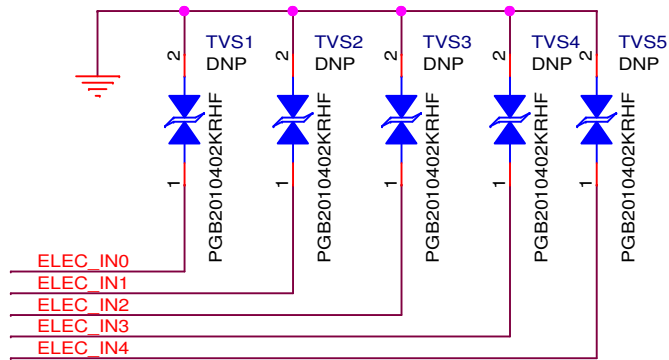 TVS1
TVS2
TVS3
TVS4
TVS5
DNP
DNP
DNP
DNP
DNP
2
2
2
2
2
PGB2010402KRHF
PGB2010402KRHF
PGB2010402KRHF
PGB2010402KRHF
PGB2010402KRHF
1
1
1
1
1
ELEC_IN0
ELEC_IN1
ELEC_IN2
ELEC_IN3
ELEC_IN4